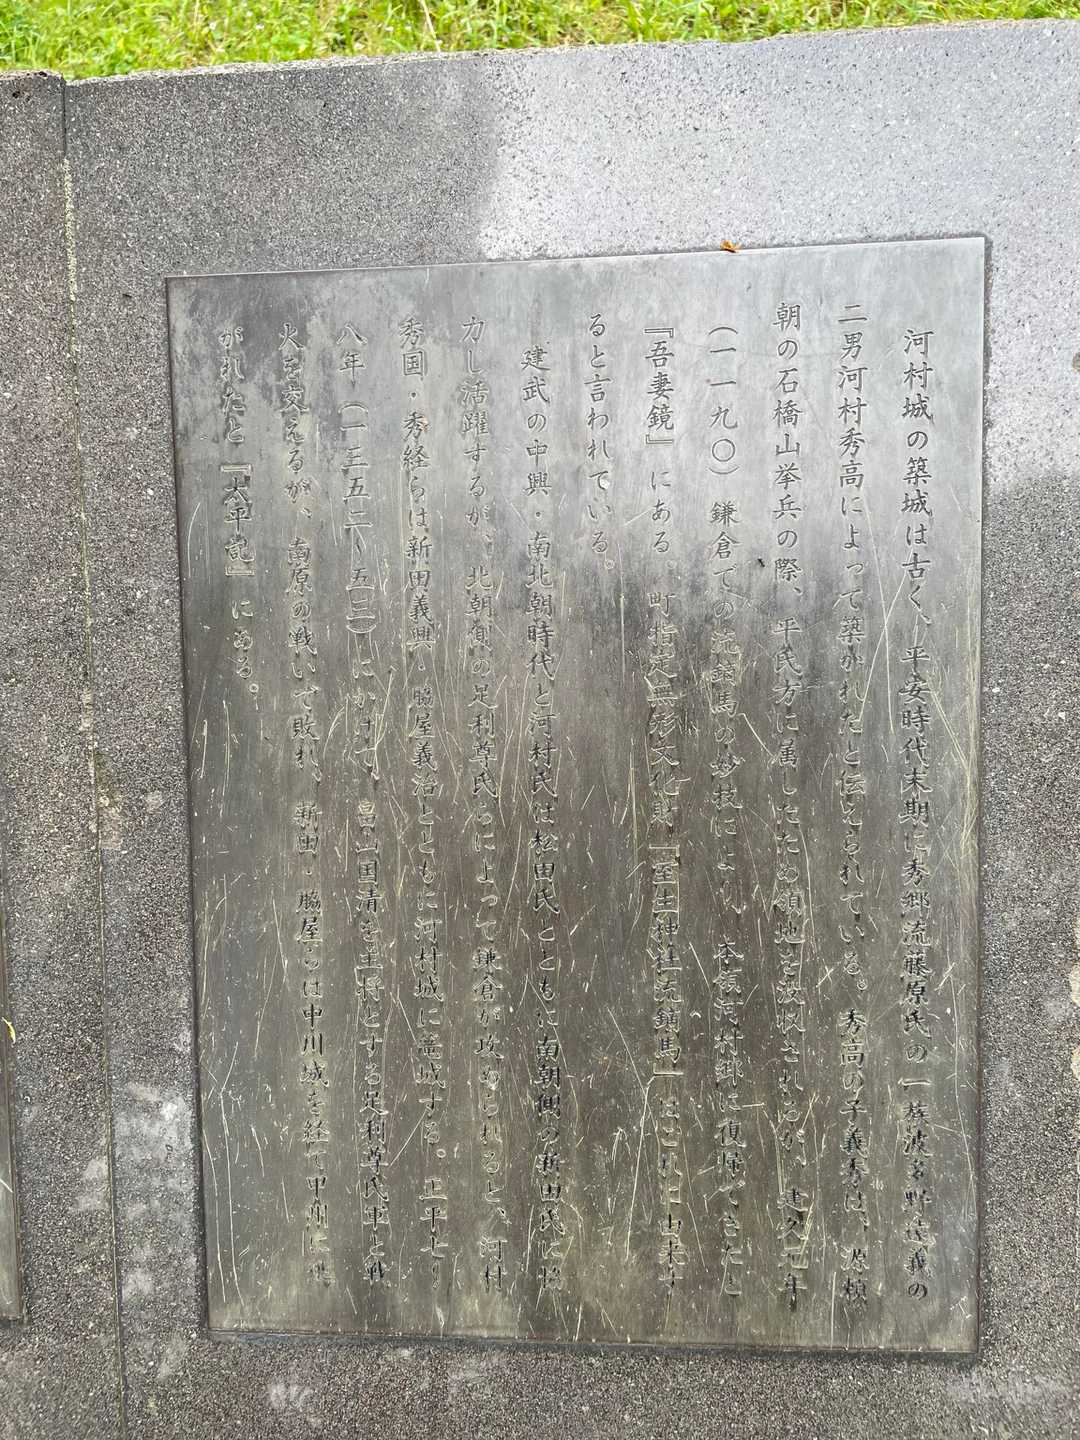 河村城の築城は古く、平安時代末期に秀郷流藤原氏の一族波多野遠義の
二男河村秀高によって築かれたと伝えられている。秀高の子義秀は、源頼
朝の石橋山挙兵の際、平氏方に属したため領地を没収されるが、建久元年
(一一九〇)鎌倉での流鏑馬の妙技により、本領河村郷に復帰できたと
『吾妻鏡』にある。町指定無形文化財「室生神社流鏑馬」はこれに由来す
ると言われている。
建武の中興・南北朝時代と河村氏は松田氏とともに南朝側の新田氏に協
力し活躍するが、北朝側の足利尊氏らによって鎌倉が攻められると、河村
秀国・秀経らは新田義興・脇屋義治とともに河村城に籠城する。正平七〜
八年(一三五二〜五三)にかけて、畠山国清を主将とする足利尊氏軍と戦
火を交えるが、南原の戦いで敗れ、新田・脇屋らは中川城を経て甲州に逃
がれたと『太平記』にある。